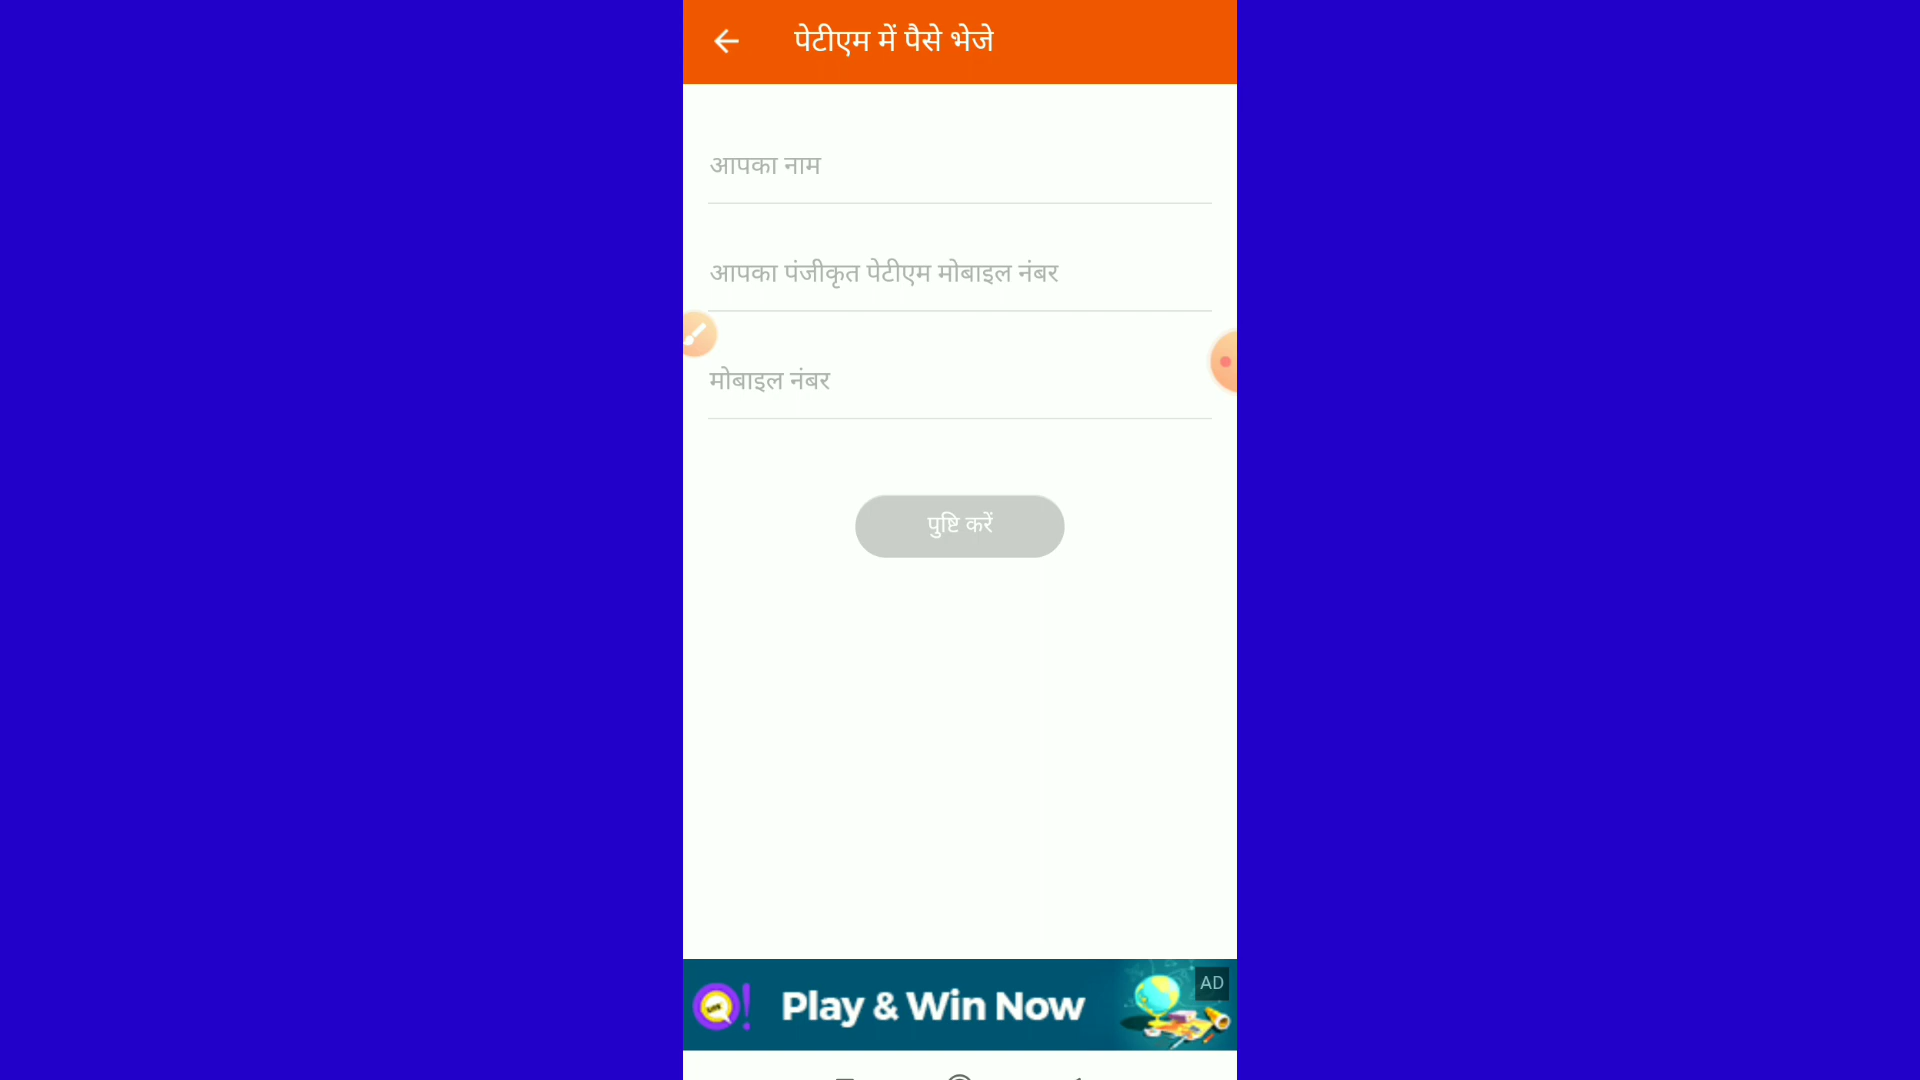 पेटीएम में पैसे भेजे
आपका नाम
आपका पंजीकृत पेटीएम मोबाइल नंबर
मोबाइल नंबर
पुष्टि करें
Play & Win Now
AD